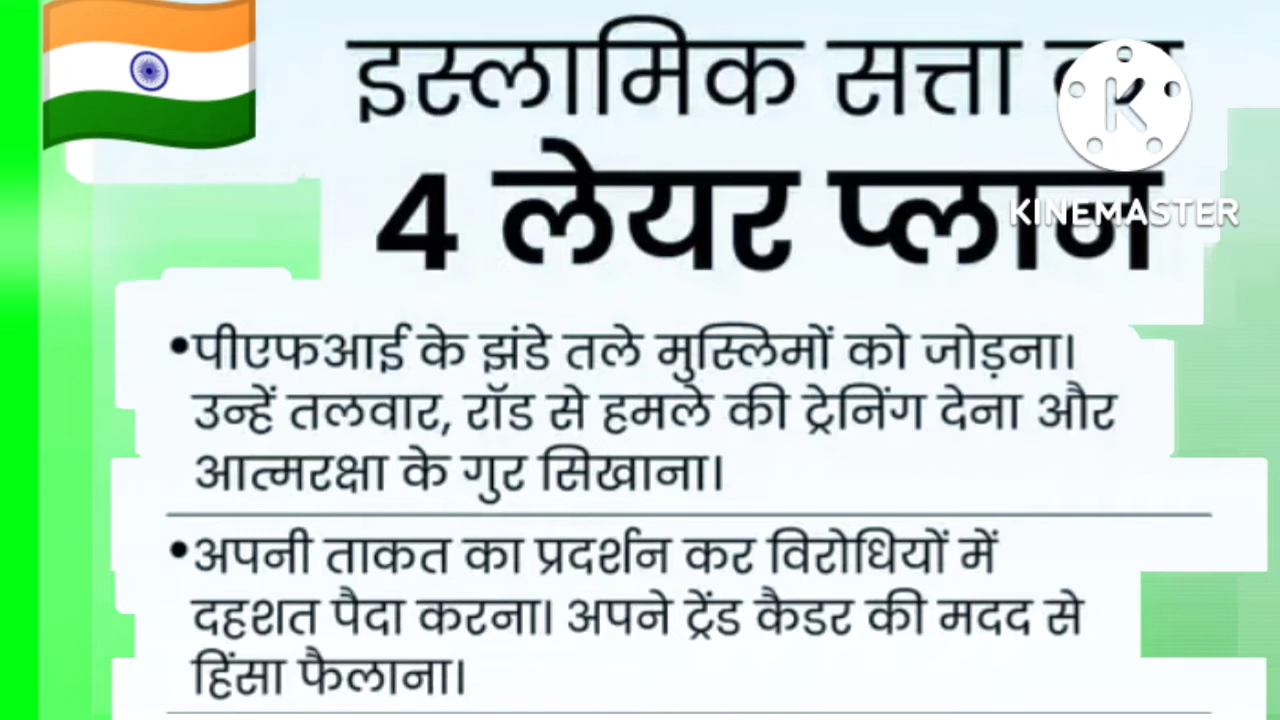 इस्लामिक सत्ता
4 लेयर प्लान
KINEMASTER
•पीएफआई के झंडे तले मुस्लिमों को जोड़ना।
उन्हें तलवार, रॉड से हमले की ट्रेनिंग देना और
आत्मरक्षा के गुर सिखाना।
•अपनी ताकत का प्रदर्शन कर विरोधियों में
दहशत पैदा करना। अपने ट्रेंड कैडर की मदद से
हिंसा फैलाना।